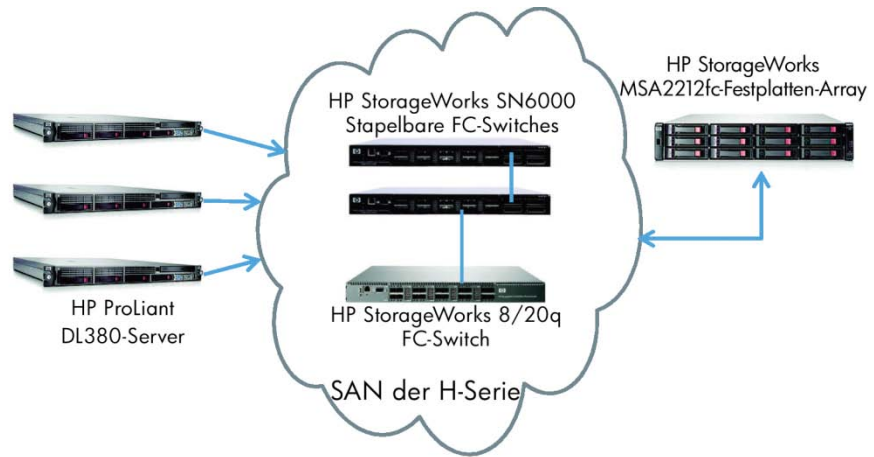 HP StorageWorks
MSA2212fc-Festplatten-Array
HP StorageWorks SN6000
Stapelbare FC-Switches
HP ProLiant
DL380-Server
HP StorageWorks 8/20q
FC-Switch
SAN der H-Serie